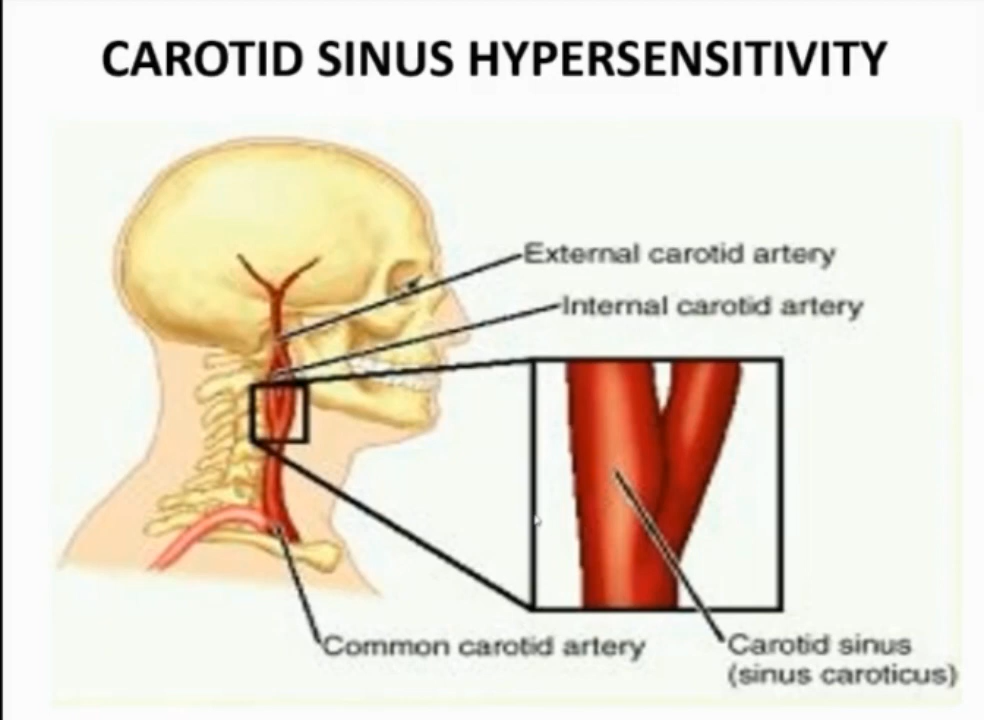 CAROTID SINUS HYPERSENSITIVITY
External carotid artery
Internal carotid artery
Common carotid artery
Carotid sinus
(sinus caroticus)